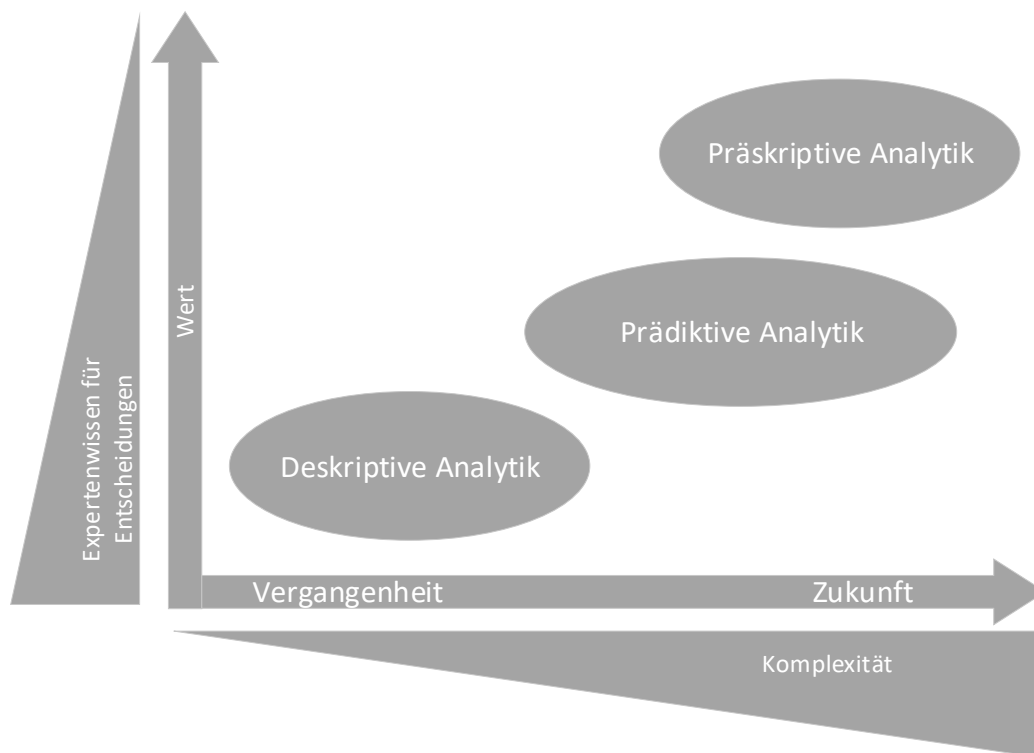 Präskriptive Analytik
Prädiktive Analytik
Wert
Expertenwissen für
Entscheidungen
Deskriptive Analytik
Vergangenheit
Zukunft
Komplexität